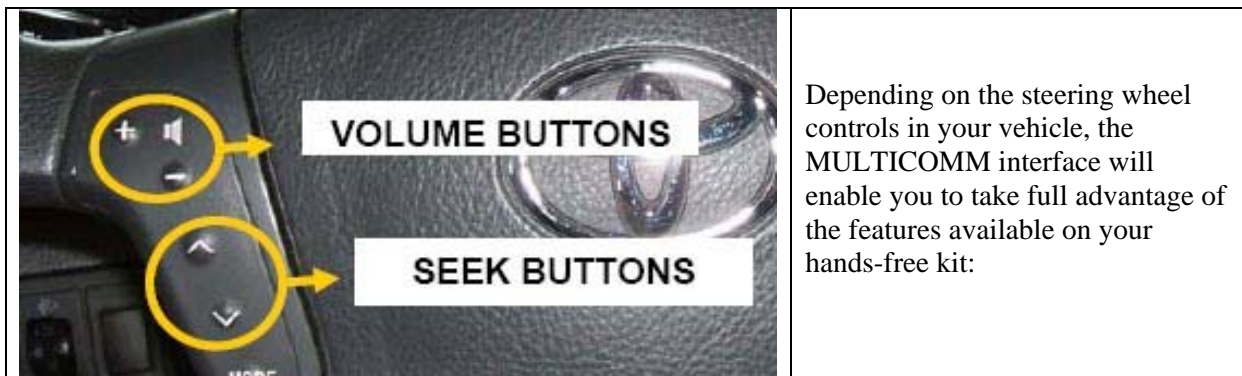 VOLUME BUTTONS
SEEK BUTTONS
MODE
Depending on the steering wheel
controls in your vehicle, the
MULTICOMM interface will
enable you to take full advantage of
the features available on your
hands-free kit: